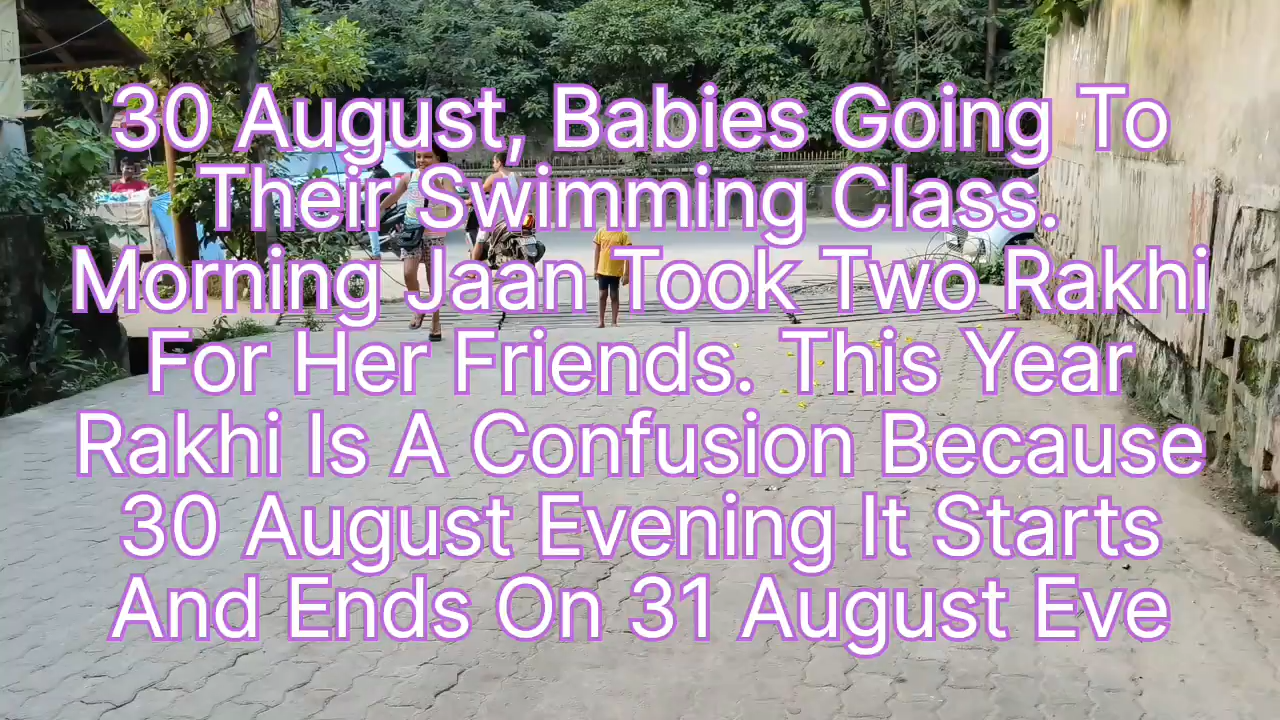 30 August, Babies Going To
Their Swimming Class.
Morning Jaan Took Two Rakhi
For Her Friends. This Year
Rakhi Is A Confusion Because
30 August Evening It Starts
And Ends On 31 August Eve